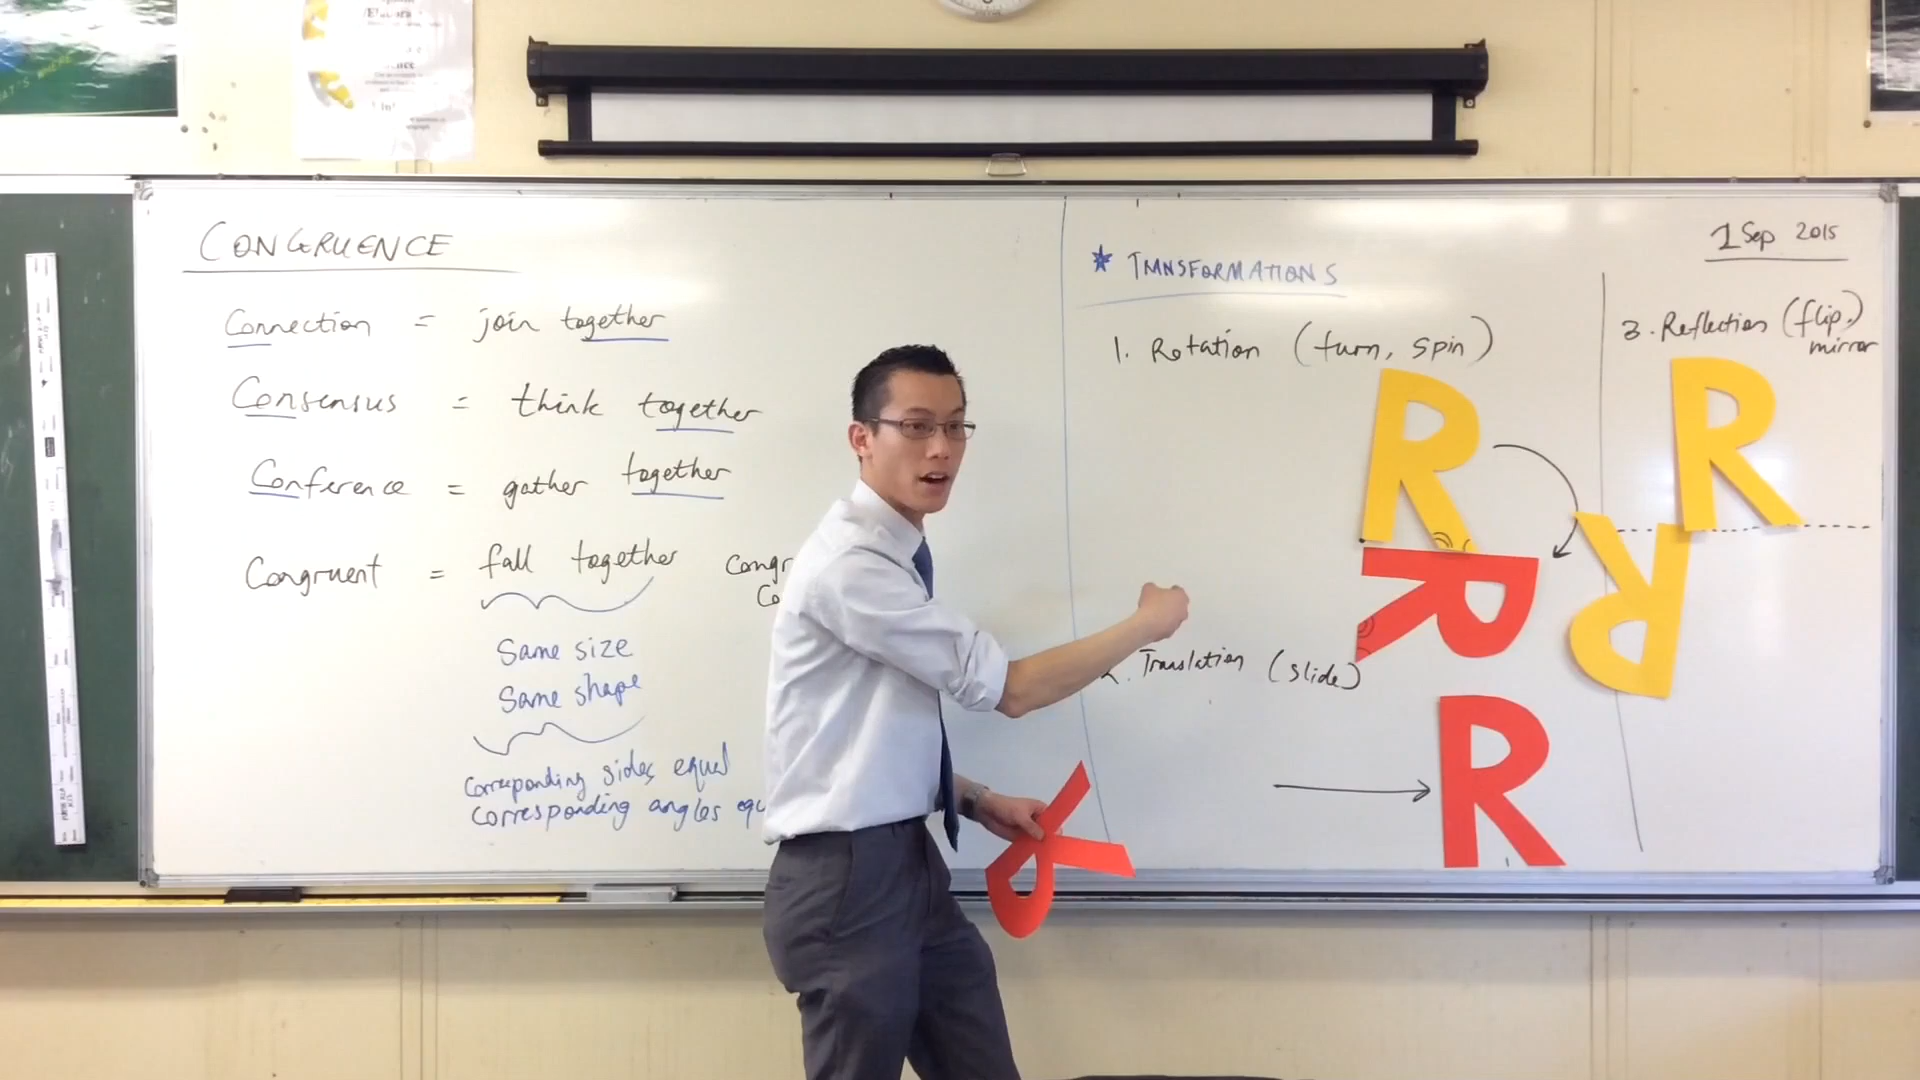 CONGRUENCE
Connection = join together
Consensus = think together
Conference = gather together
Congruent = fall together
Same size
Same shape
Corresponding sides equal
Corresponding angles
1 Sep 2015
* TRANSFORMATIONS
1. Rotation (turn, spin)
R
R
Translation (slide)
R
3. Reflection (flip,)
mirror
R
R
R